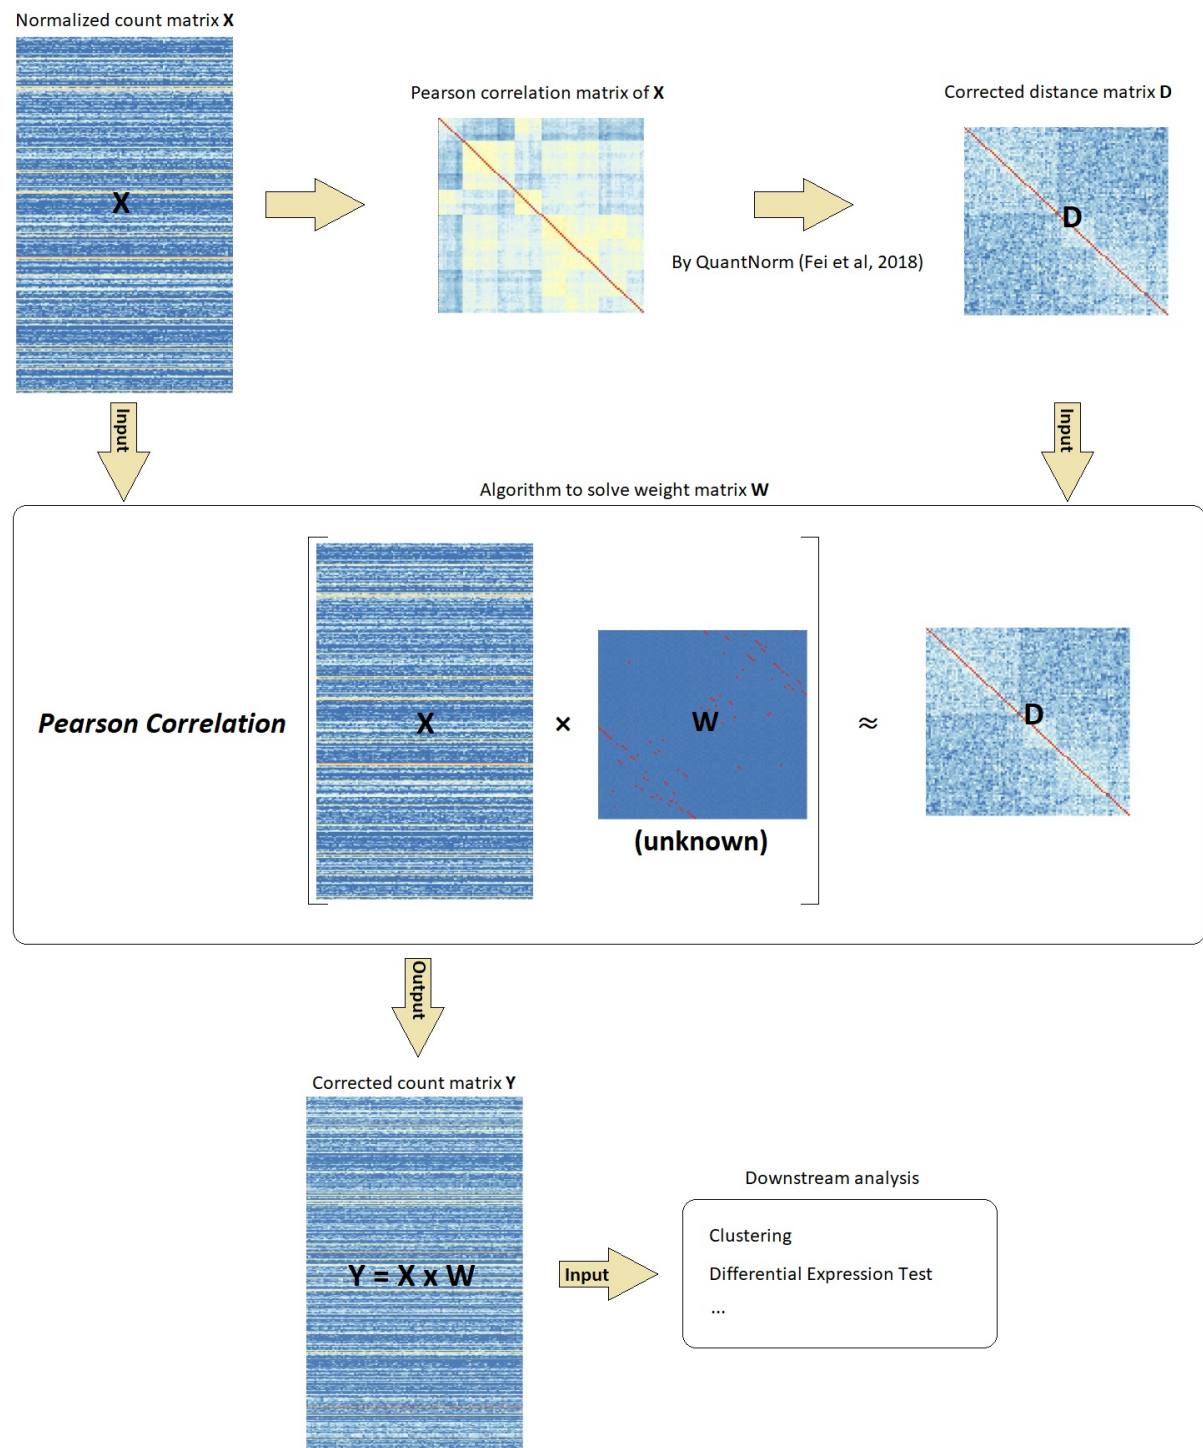 Normalized count matrix X
Pearson correlation matrix of X
Corrected distance matrix D
X
D
By QuantNorm (Fei et al, 2018)
Input
Input
Algorithm to solve weight matrix W
Pearson Correlation
X
×
W
≈
D
(unknown)
Output
Corrected count matrix Y
Y = X x W
Input
Downstream analysis
Clustering
Differential Expression Test
...